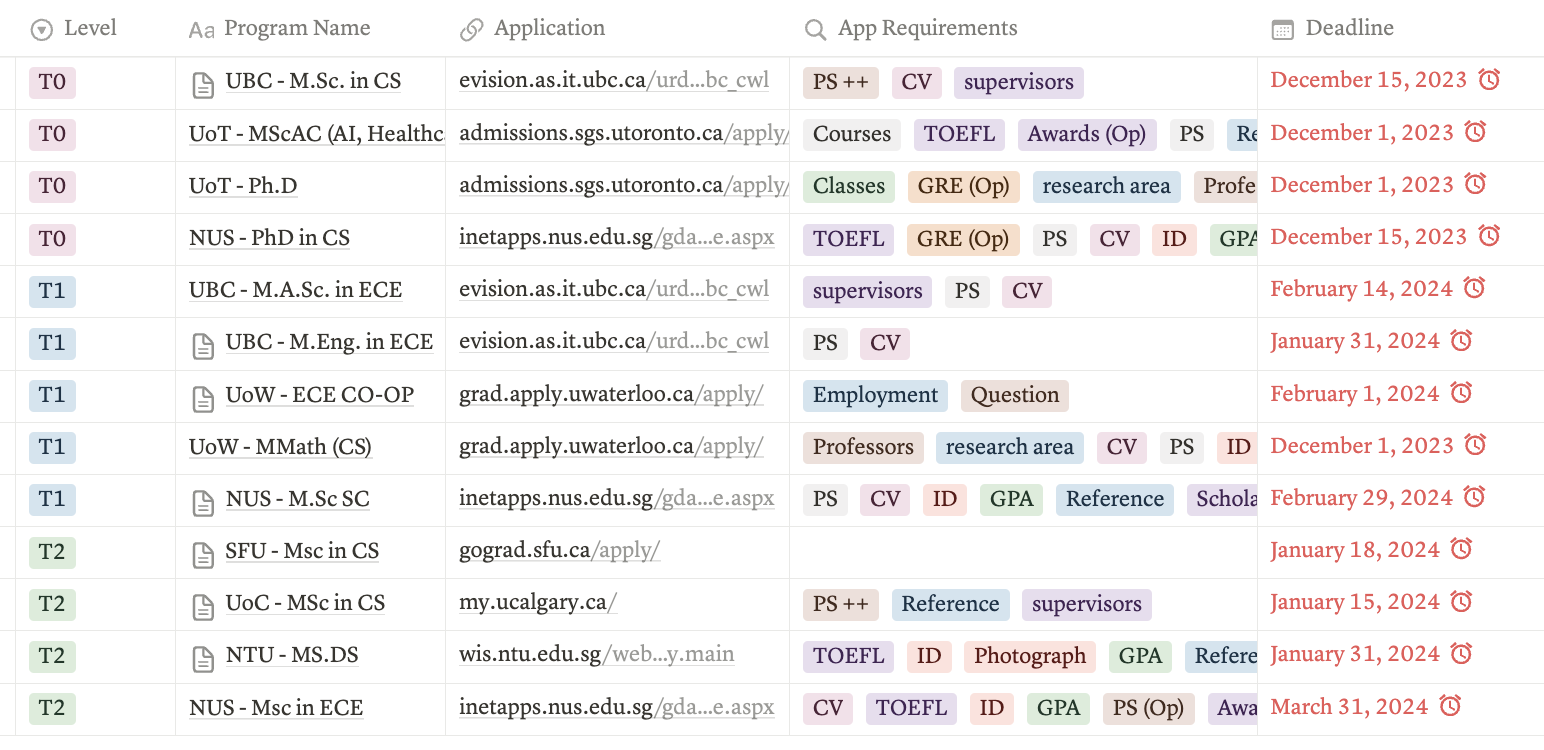 Level Program Name Application App Requirements Deadline
T0 UBC - M.Sc. in CS evision.as.it.ubc.ca/urd...bc_cwl PS ++ CV supervisors December 15, 2023
T0 UoT - MScAC (AI, Healthc admissions.sgs.utoronto.ca/apply/ Courses TOEFL Awards (Op) PS Re December 1, 2023
T0 UoT - Ph.D admissions.sgs.utoronto.ca/apply/ Classes GRE (Op) research area Profe December 1, 2023
T0 NUS - PhD in CS inetapps.nus.edu.sg/gda...e.aspx TOEFL GRE (Op) PS CV ID GPA December 15, 2023
T1 UBC - M.A.Sc. in ECE evision.as.it.ubc.ca/urd...bc_cwl supervisors PS CV February 14, 2024
T1 UBC - M.Eng. in ECE evision.as.it.ubc.ca/urd...bc_cwl PS CV January 31, 2024
T1 UoW - ECE CO-OP grad.apply.uwaterloo.ca/apply/ Employment Question February 1, 2024
T1 UoW - MMath (CS) grad.apply.uwaterloo.ca/apply/ Professors research area CV PS ID December 1, 2023
T1 NUS - M.Sc SC inetapps.nus.edu.sg/gda...e.aspx PS CV ID GPA Reference Schola February 29, 2024
T2 SFU - Msc in CS gograd.sfu.ca/apply/ January 18, 2024
T2 UoC - MSc in CS my.ucalgary.ca/ PS ++ Reference supervisors January 15, 2024
T2 NTU - MS.DS wis.ntu.edu.sg/web...y.main TOEFL ID Photograph GPA Refere January 31, 2024
T2 NUS - Msc in ECE inetapps.nus.edu.sg/gda...e.aspx CV TOEFL ID GPA PS (Op) Awa March 31, 2024